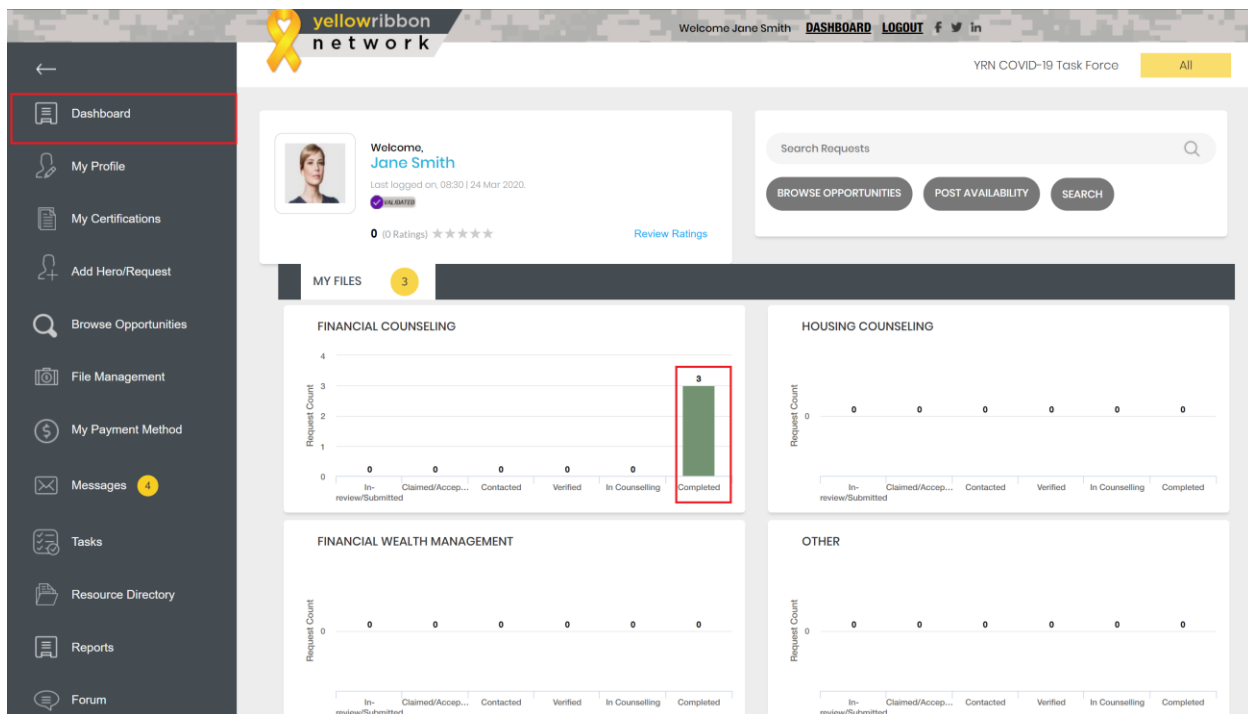 yellowribbon
network
Welcome Jane Smith DASHBOARD LOGOUT f in
YRN COVID-19 Task Force All
Dashboard
My Profile
My Certifications
Add Hero/Request
Browse Opportunities
File Management
My Payment Method
Messages 4
Tasks
Resource Directory
Reports
Forum
Welcome,
Jane Smith
Last logged on, 08:30 | 24 Mar 2020.
VALIDATED
0 (0 Ratings) Review Ratings
Search Requests
BROWSE OPPORTUNITIES POST AVAILABILITY SEARCH
MY FILES 3
FINANCIAL COUNSELING
Request Count
4
3
2
1
0
0 0 0 0 0 3
In- Claimed/Accep... Contacted Verified In Counselling Completed
review/Submitted
HOUSING COUNSELING
Request Count
0
0 0 0 0 0 0
In- Claimed/Accep... Contacted Verified In Counselling Completed
review/Submitted
FINANCIAL WEALTH MANAGEMENT
Request Count
0
0 0 0 0 0 0
In- Claimed/Accep... Contacted Verified In Counselling Completed
review/Submitted
OTHER
Request Count
0
0 0 0 0 0 0
In- Claimed/Accep... Contacted Verified In Counselling Completed
review/Submitted